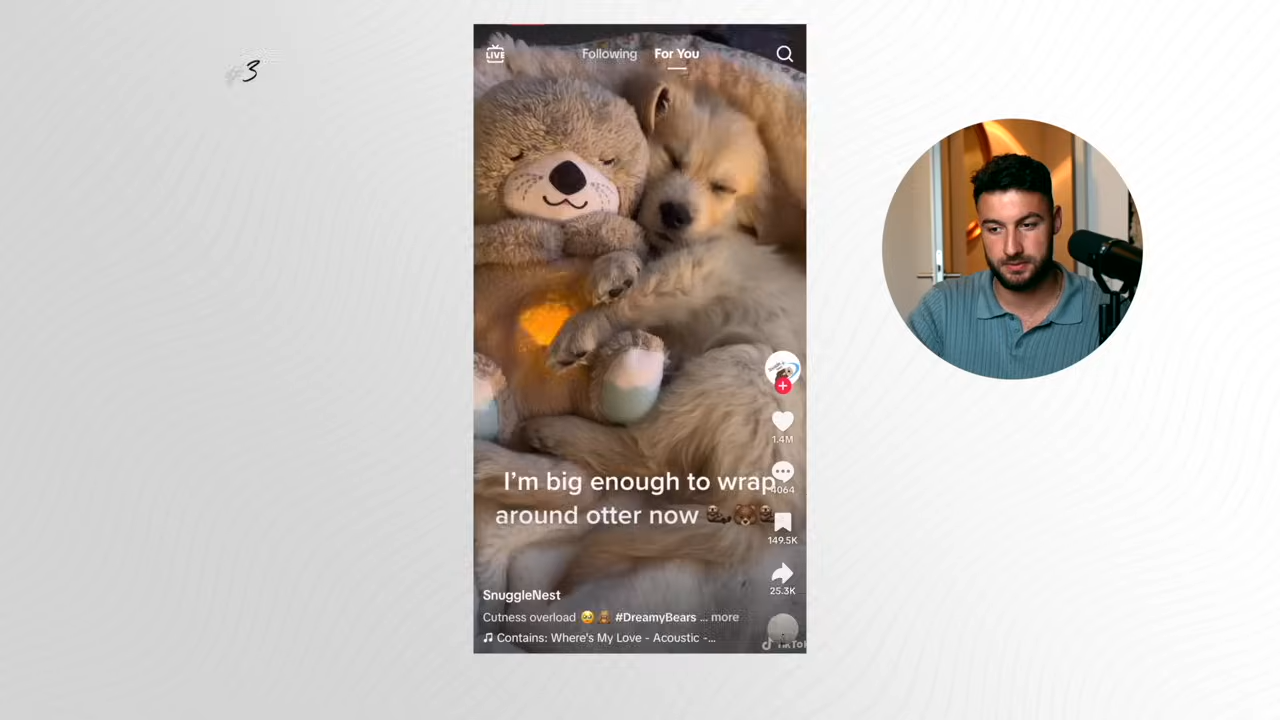 #3
LIVE
Following
For You
1.4M
4064
149.5K
25.3K
I’m big enough to wrap
around otter now 🦦🐻🦦
SnuggleNest
Cutness overload 🥹🧸 #DreamyBears ... more
Contains: Where's My Love - Acoustic -...
TikTok